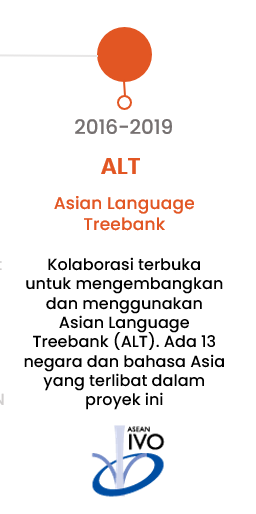 2016-2019
ALT
Asian Language
Treebank
Kolaborasi terbuka
untuk mengembangkan
dan menggunakan
Asian Language
Treebank (ALT). Ada 13
negara dan bahasa Asia
yang terlibat dalam
proyek ini
ASEAN
IVO